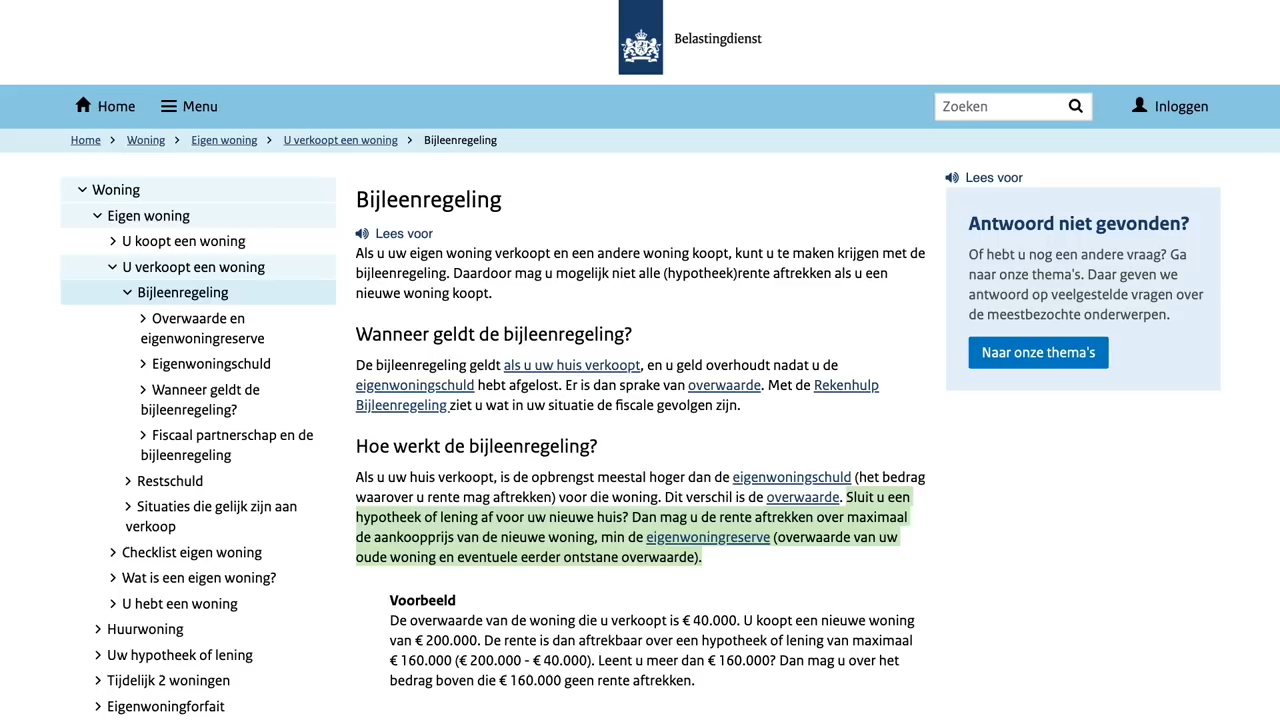 Belastingdienst
Home
Menu
Zoeken
Inloggen
Home > Woning > Eigen woning > U verkoopt een woning > Bijleenregeling
Woning
Eigen woning
U koopt een woning
U verkoopt een woning
Bijleenregeling
Overwaarde en
eigenwoningreserve
Eigenwoningschuld
Wanneer geldt de
bijleenregeling?
Fiscaal partnerschap en de
bijleenregeling
Restschuld
Situaties die gelijk zijn aan
verkoop
Checklist eigen woning
Wat is een eigen woning?
U hebt een woning
Huurwoning
Uw hypotheek of lening
Tijdelijk 2 woningen
Eigenwoningforfait
Bijleenregeling
Lees voor
Als u uw eigen woning verkoopt en een andere woning koopt, kunt u te maken krijgen met de
bijleenregeling. Daardoor mag u mogelijk niet alle (hypotheek)rente aftrekken als u een
nieuwe woning koopt.
Wanneer geldt de bijleenregeling?
De bijleenregeling geldt als u uw huis verkoopt, en u geld overhoudt nadat u de
eigenwoningschuld hebt afgelost. Er is dan sprake van overwaarde. Met de Rekenhulp
Bijleenregeling ziet u wat in uw situatie de fiscale gevolgen zijn.
Hoe werkt de bijleenregeling?
Als u uw huis verkoopt, is de opbrengst meestal hoger dan de eigenwoningschuld (het bedrag
waarover u rente mag aftrekken) voor die woning. Dit verschil is de overwaarde. Sluit u een
hypotheek of lening af voor uw nieuwe huis? Dan mag u de rente aftrekken over maximaal
de aankoopprijs van de nieuwe woning, min de eigenwoningreserve (overwaarde van uw
oude woning en eventuele eerder ontstane overwaarde).
Voorbeeld
De overwaarde van de woning die u verkoopt is € 40.000. U koopt een nieuwe woning
van € 200.000. De rente is dan aftrekbaar over een hypotheek of lening van maximaal
€ 160.000 (€ 200.000 - € 40.000). Leent u meer dan € 160.000? Dan mag u over het
bedrag boven die € 160.000 geen rente aftrekken.
Lees voor
Antwoord niet gevonden?
Of hebt u nog een andere vraag? Ga
naar onze thema's. Daar geven we
antwoord op veelgestelde vragen over
de meestbezochte onderwerpen.
Naar onze thema's